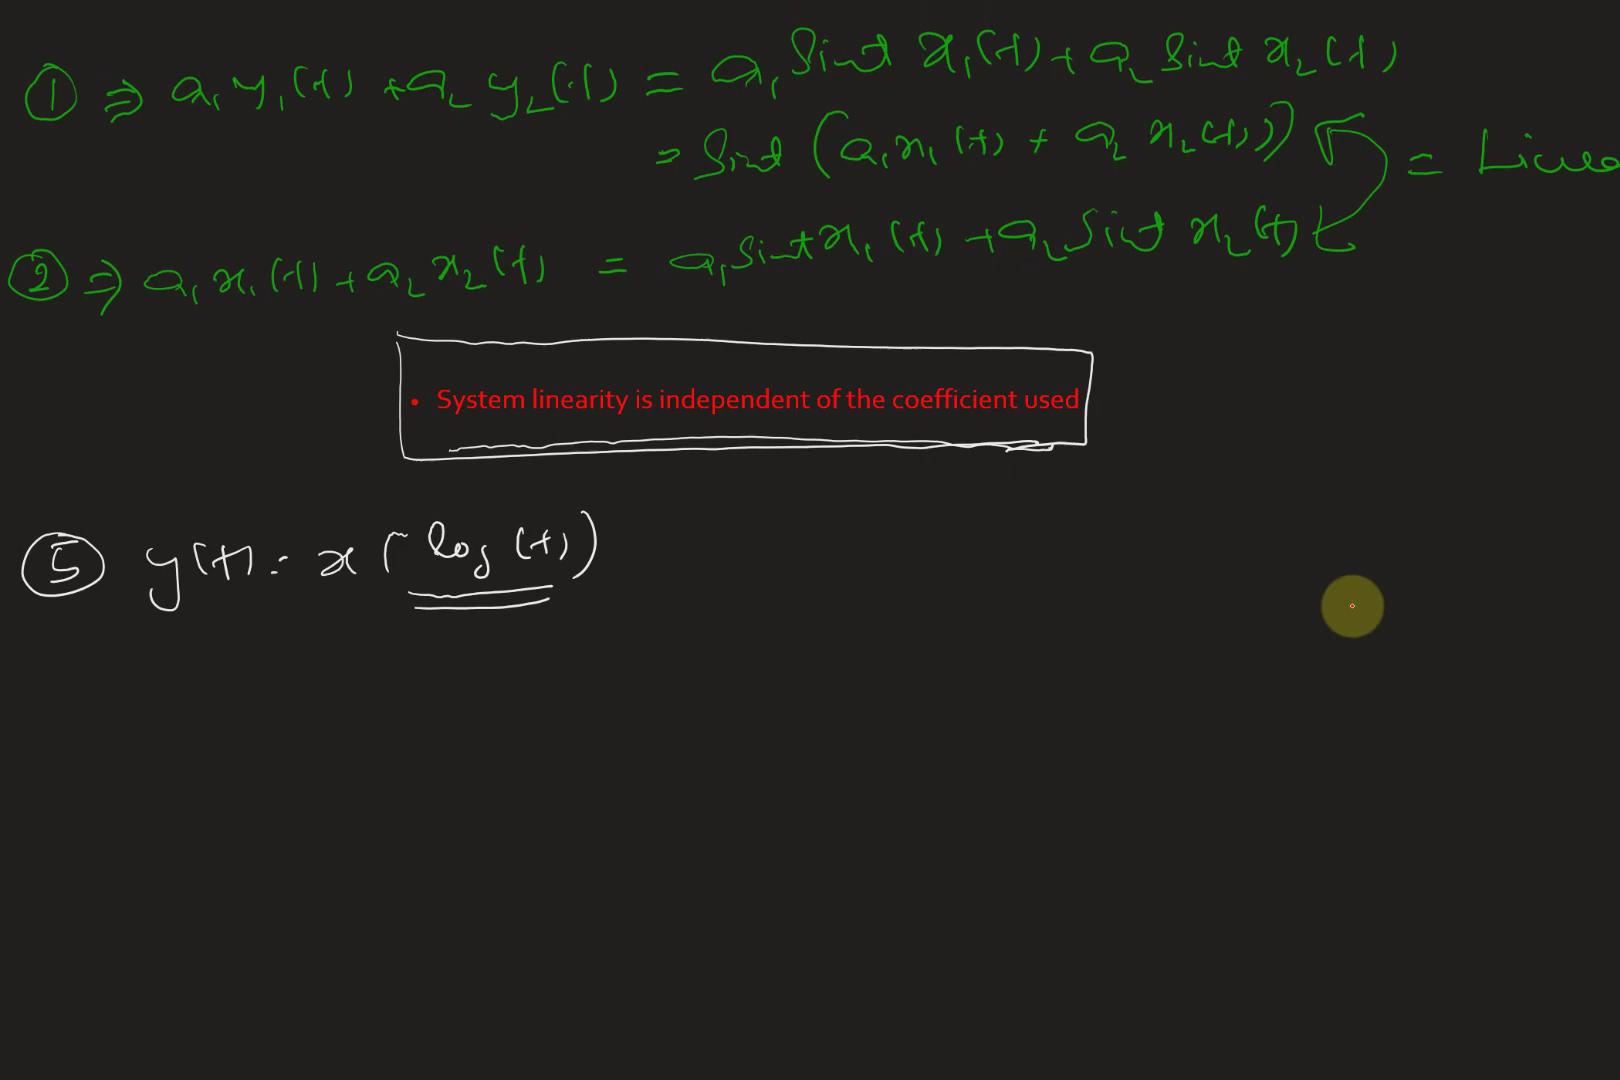 ① ⇒ a₁y₁(t) + a₂y₂(t) = a₁ Sint x₁(t) + a₂ Sint x₂(t)
= Sint (a₁x₁(t) + a₂x₂(t)) = Linea
② ⇒ a₁x₁(t) + a₂x₂(t) = a₁ Sint x₁(t) + a₂ Sint x₂(t)
• System linearity is independent of the coefficient used
⑤ y(t) = x(log(t))